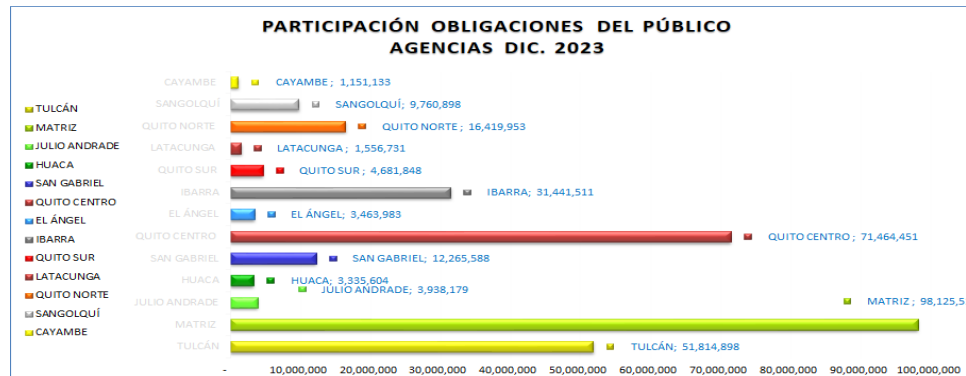 PARTICIPACIÓN OBLIGACIONES DEL PÚBLICO
AGENCIAS DIC. 2023
TULCÁN
MATRIZ
JULIO ANDRADE
HUACA
SAN GABRIEL
QUITO CENTRO
EL ÁNGEL
IBARRA
QUITO SUR
LATACUNGA
QUITO NORTE
SANGOLQUÍ
CAYAMBE
CAYAMBE CAYAMBE ; 1,151,133
SANGOLQUÍ SANGOLQUÍ; 9,760,898
QUITO NORTE QUITO NORTE ; 16,419,953
LATACUNGA LATACUNGA ; 1,556,731
QUITO SUR QUITO SUR ; 4,681,848
IBARRA IBARRA; 31,441,511
EL ÁNGEL EL ÁNGEL; 3,463,983
QUITO CENTRO QUITO CENTRO ; 71,464,451
SAN GABRIEL SAN GABRIEL; 12,265,588
HUACA HUACA; 3,335,604
JULIO ANDRADE; 3,938,179
JULIO ANDRADE MATRIZ ; 98,125,5
MATRIZ
TULCÁN TULCÁN; 51,814,898
- 10,000,000 20,000,000 30,000,000 40,000,000 50,000,000 60,000,000 70,000,000 80,000,000 90,000,000 100,000,000